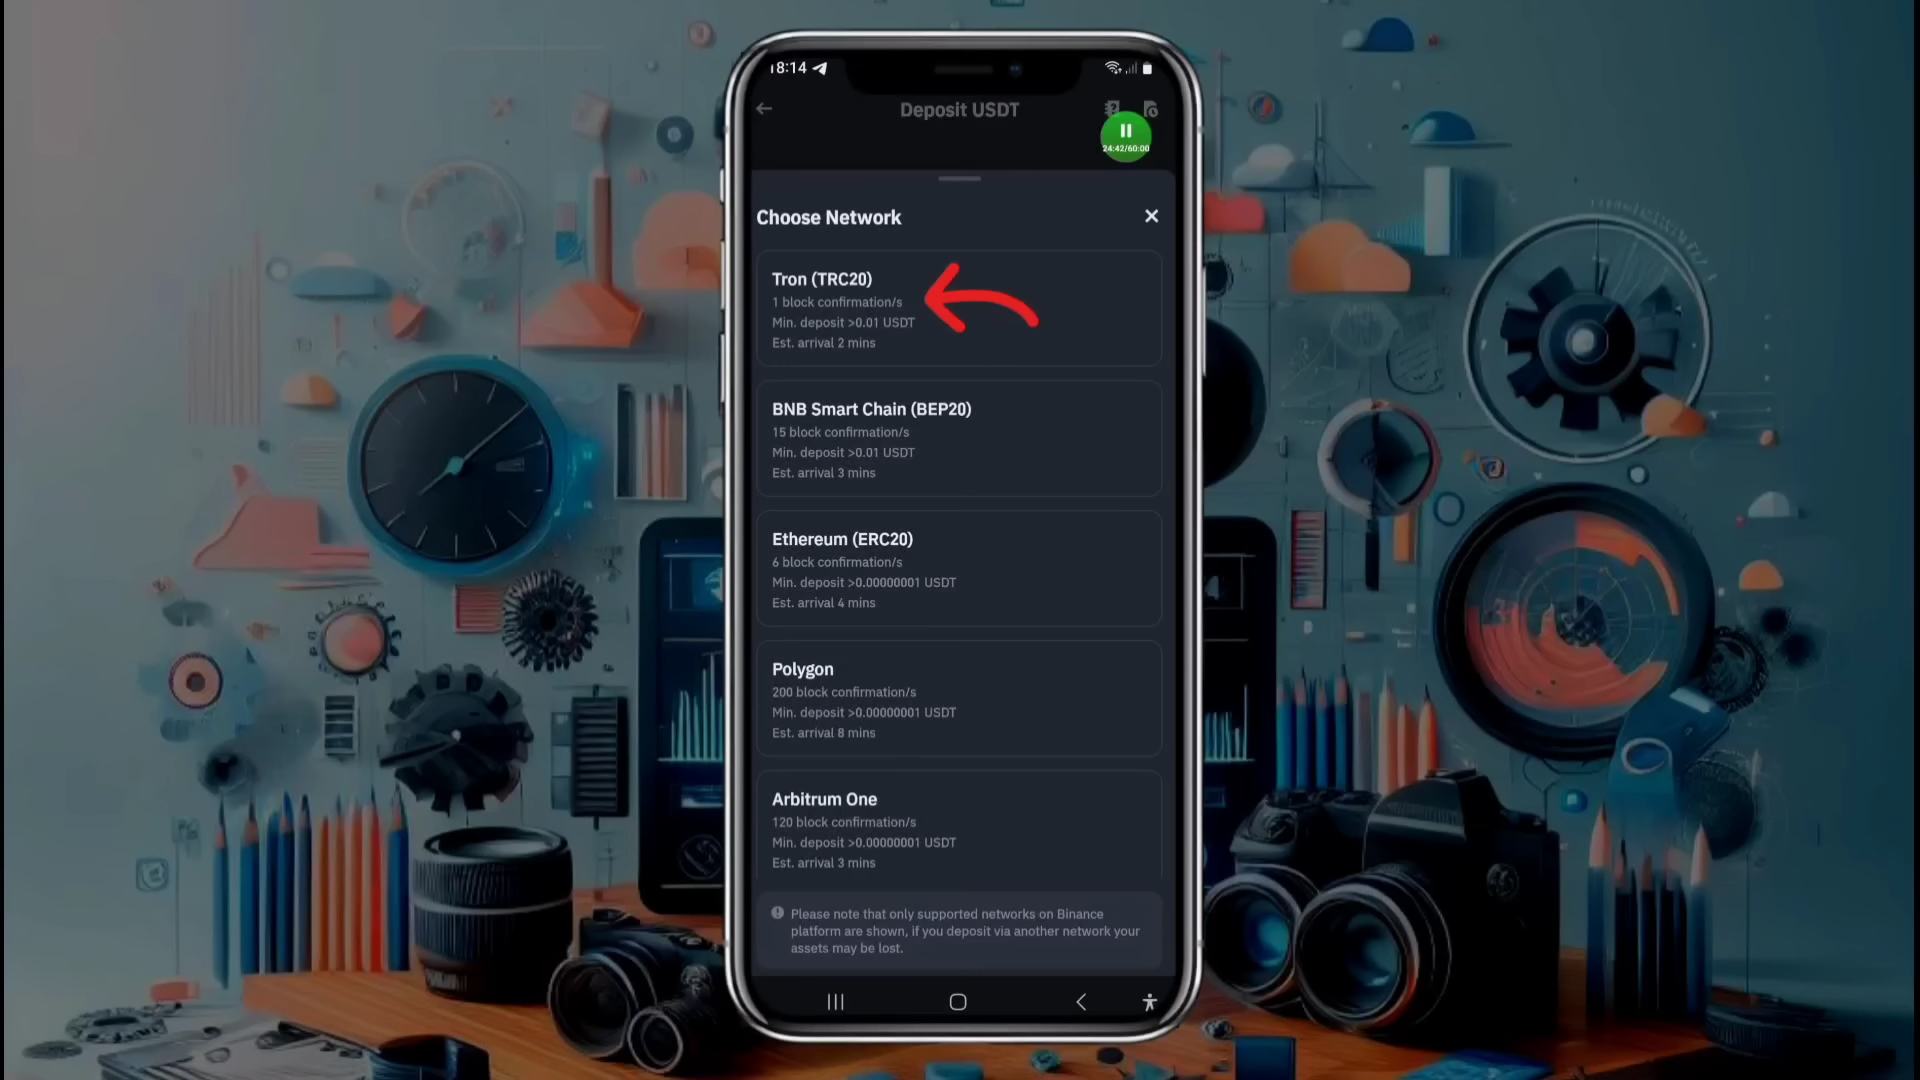 18:14
Deposit USDT
24:42/60:00
Choose Network
Tron (TRC20)
1 block confirmation/s
Min. deposit >0.01 USDT
Est. arrival 2 mins
BNB Smart Chain (BEP20)
15 block confirmation/s
Min. deposit >0.01 USDT
Est. arrival 3 mins
Ethereum (ERC20)
6 block confirmation/s
Min. deposit >0.00000001 USDT
Est. arrival 4 mins
Polygon
200 block confirmation/s
Min. deposit >0.00000001 USDT
Est. arrival 8 mins
Arbitrum One
120 block confirmation/s
Min. deposit >0.00000001 USDT
Est. arrival 3 mins
Please note that only supported networks on Binance
platform are shown, if you deposit via another network your
assets may be lost.